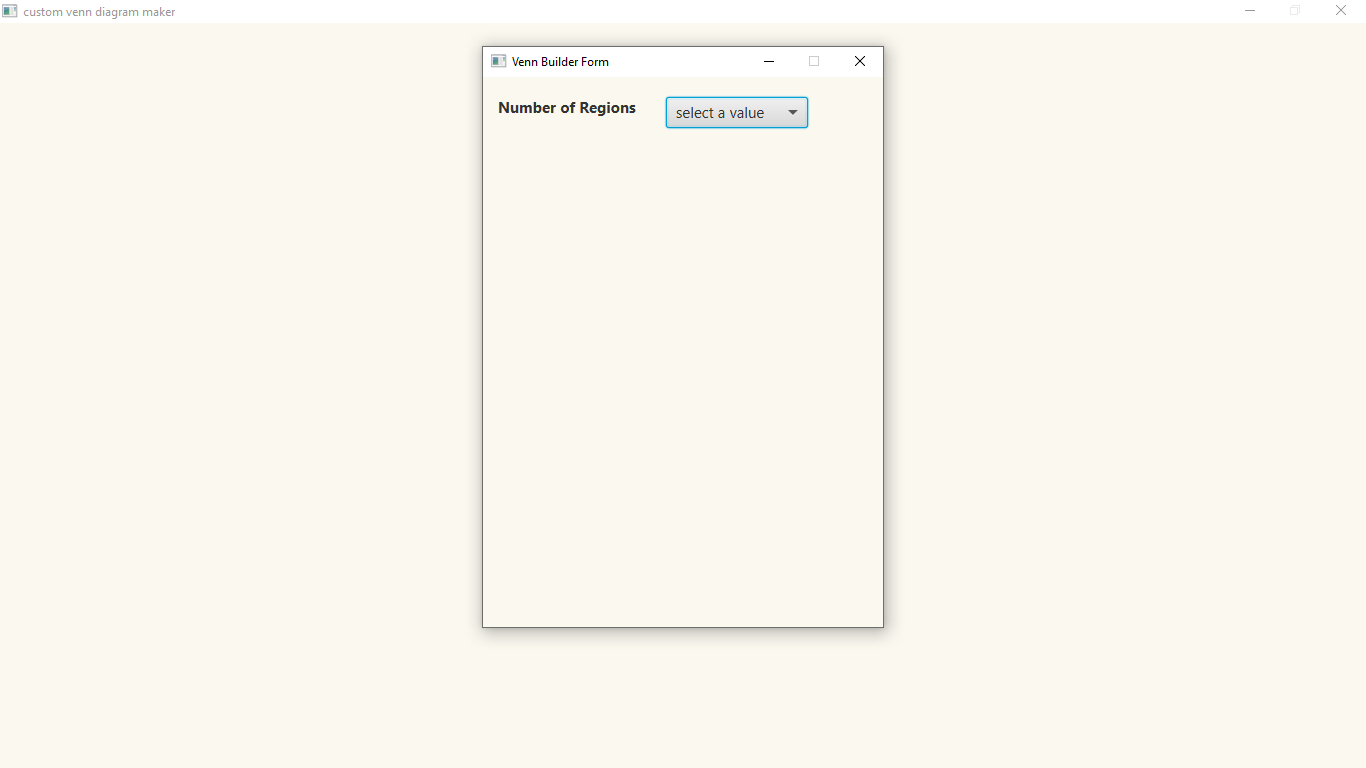 custom venn diagram maker
Venn Builder Form
Number of Regions
select a value